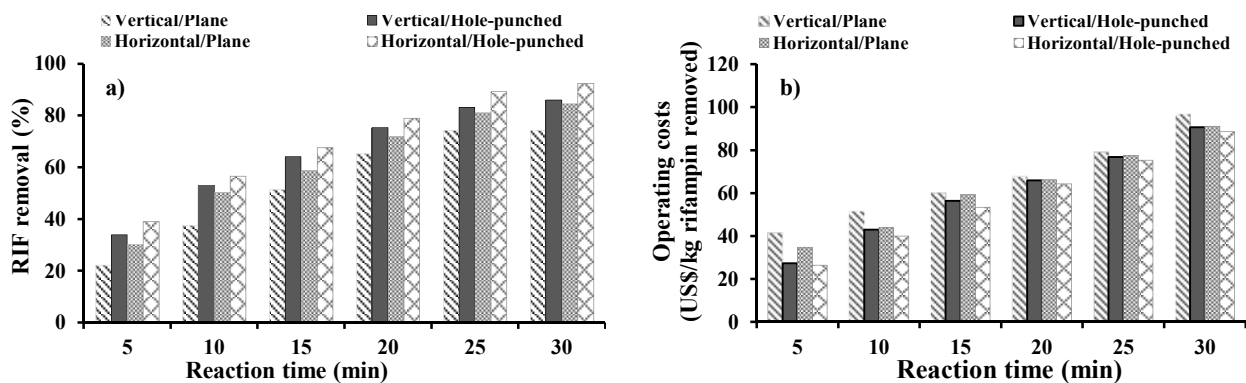 Vertical/Plane Vertical/Hole-punched
Horizontal/Plane Horizontal/Hole-punched
a)
RIF removal (%)
100
80
60
40
20
0
5 10 15 20 25 30
Reaction time (min)
Vertical/Plane Vertical/Hole-punched
Horizontal/Plane Horizontal/Hole-punched
b)
Operating costs
(US$/kg rifampin removed)
120
100
80
60
40
20
0
5 10 15 20 25 30
Reaction time (min)